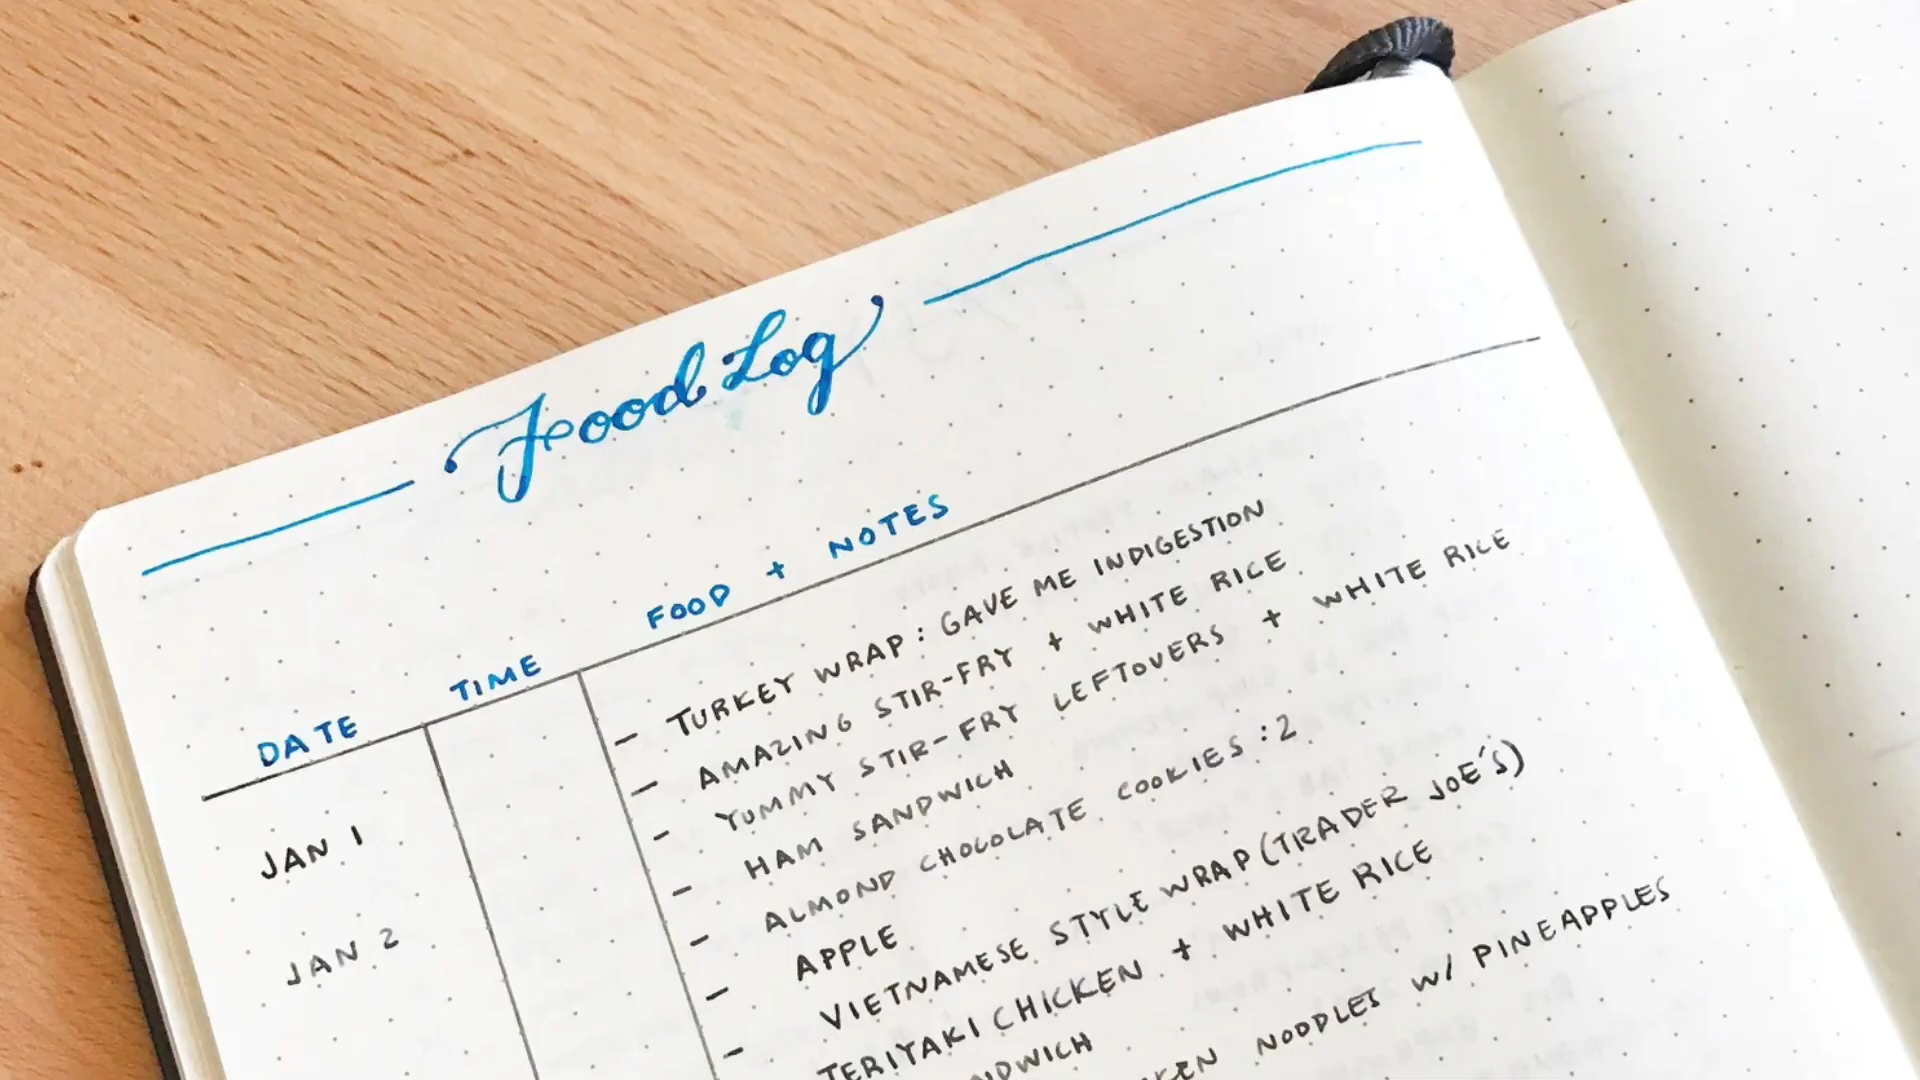 Food Log
DATE TIME FOOD + NOTES
JAN 1
JAN 2
- TURKEY WRAP: GAVE ME INDIGESTION
- AMAZING STIR-FRY + WHITE RICE
- YUMMY STIR-FRY LEFTOVERS + WHITE RICE
- HAM SANDWICH
- ALMOND CHOCOLATE COOKIES: 2
- APPLE
- VIETNAMESE STYLE WRAP (TRADER JOE'S)
TERIYAKI CHICKEN + WHITE RICE
NOODLES W/ PINEAPPLES